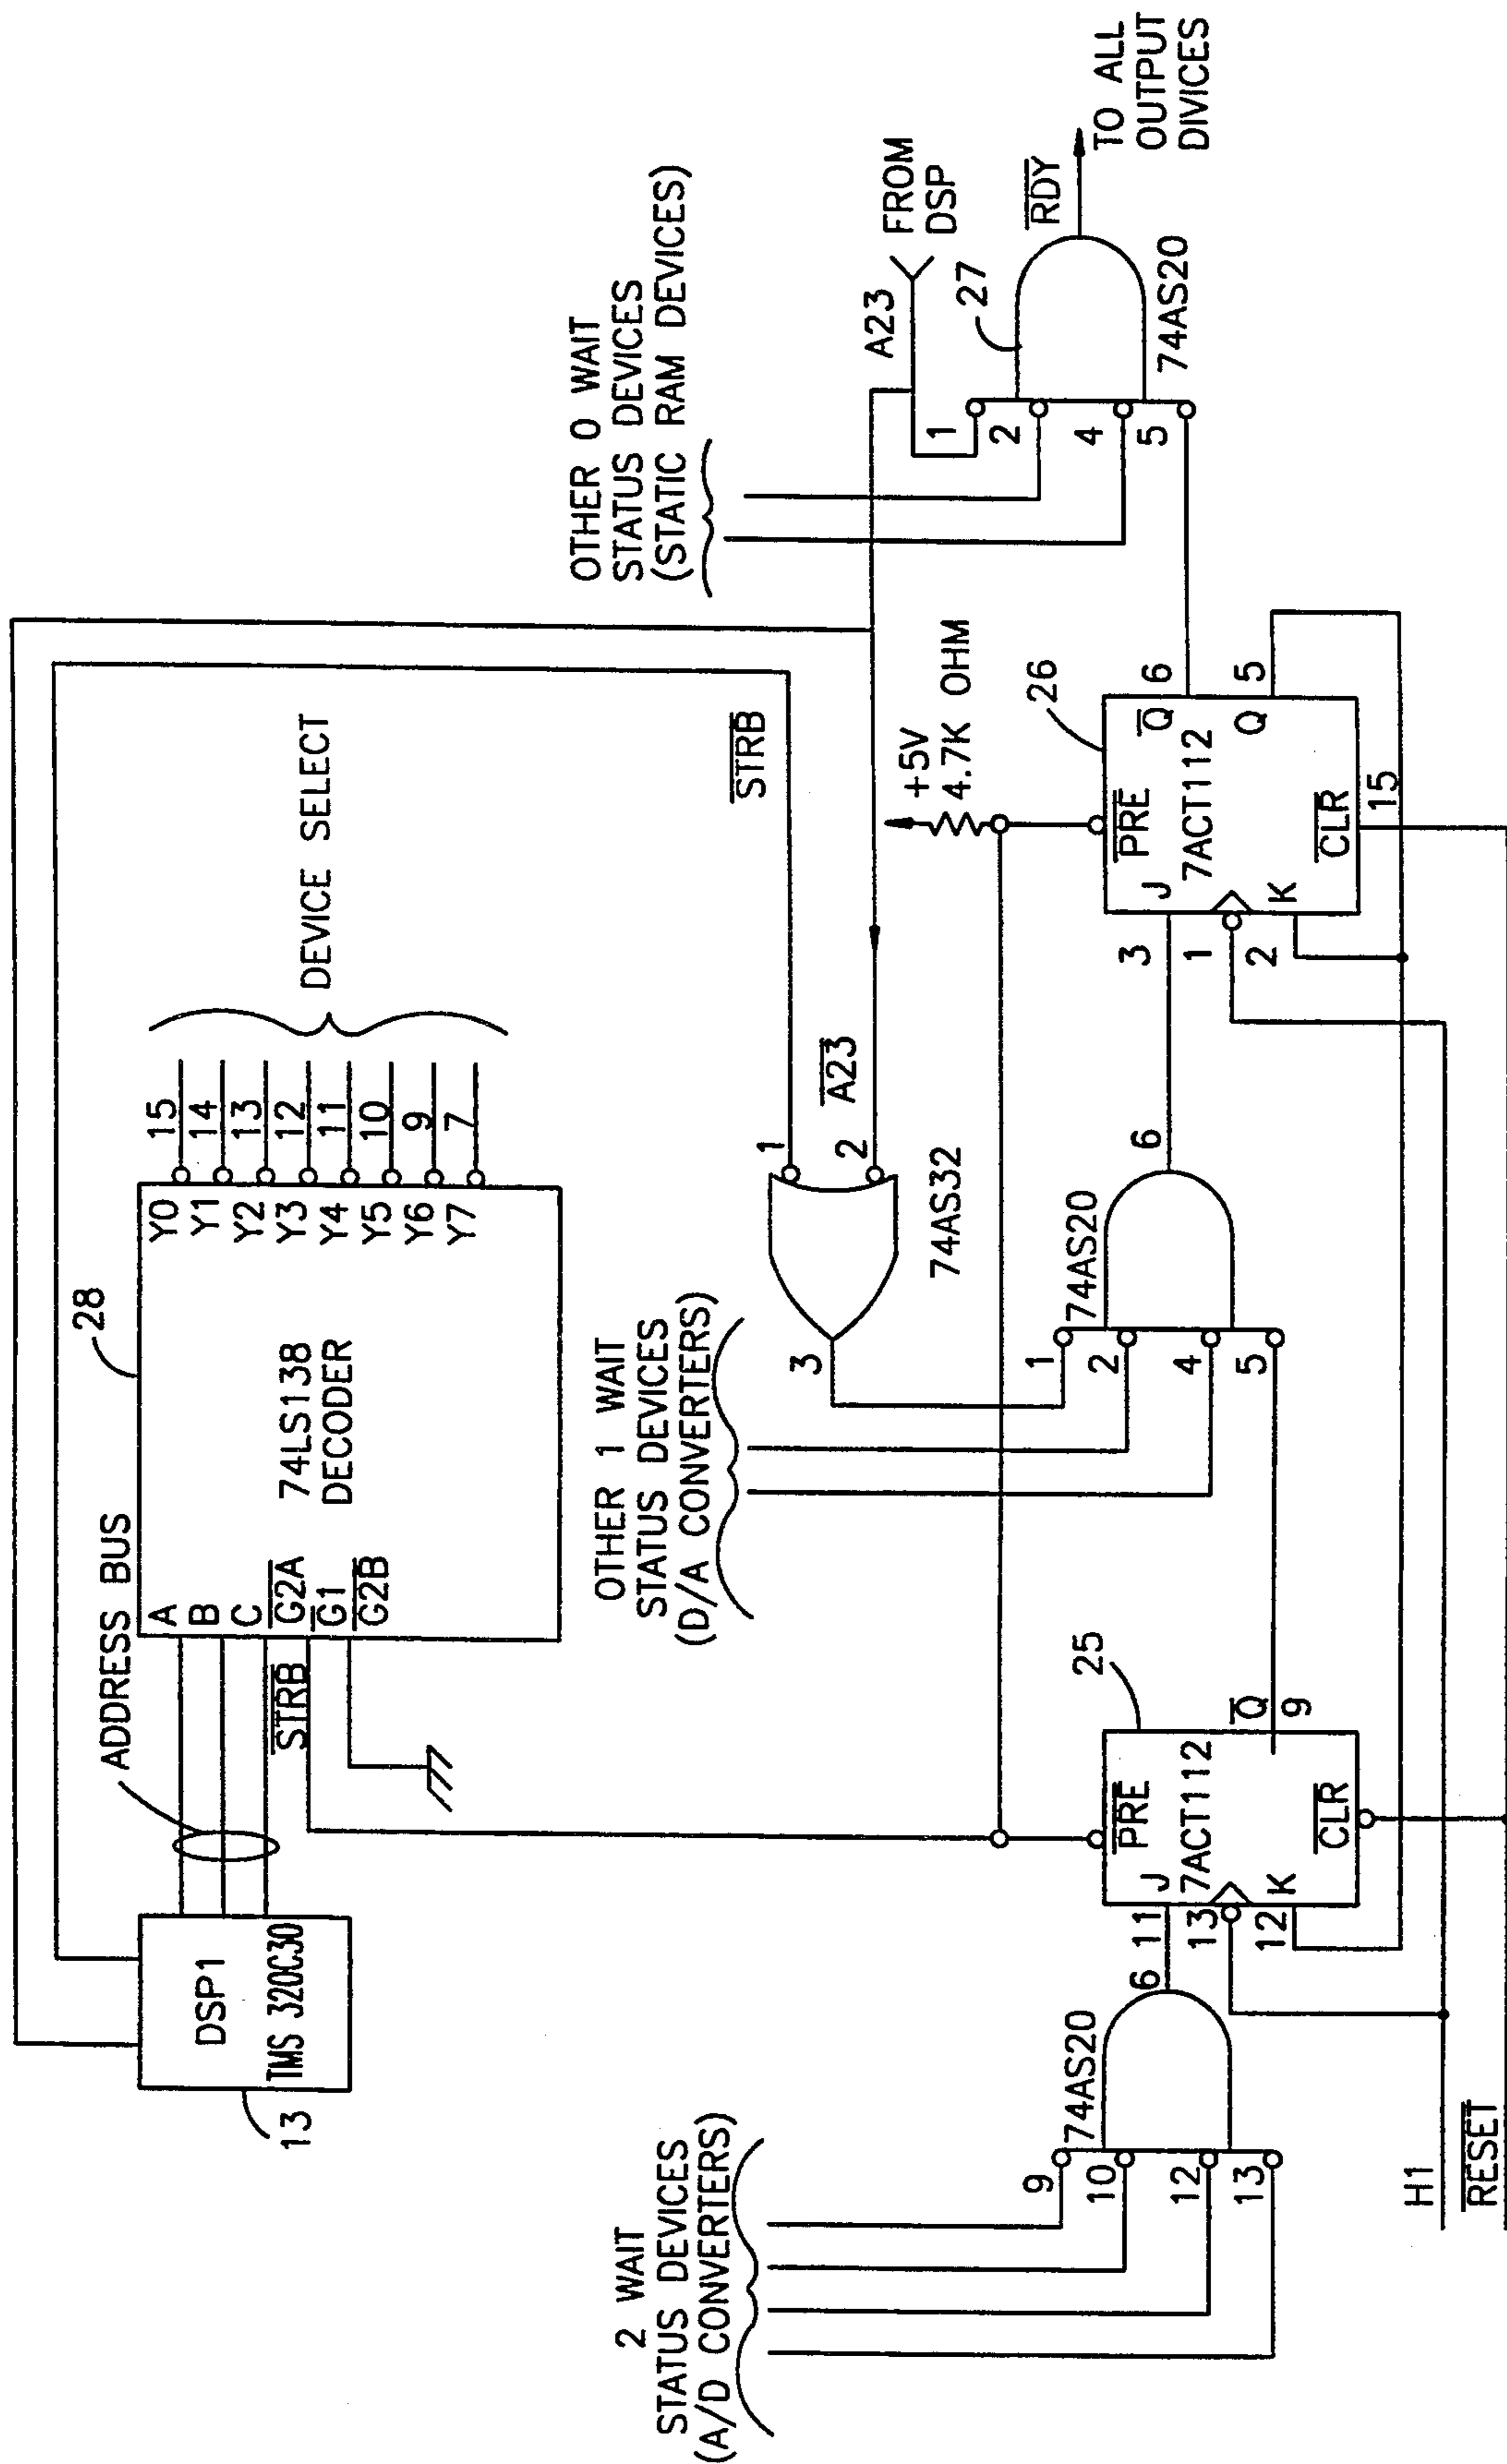 DSP1
TMS 320C30
13
ADDRESS BUS
28
A
B
C
G2A
G1
G2B
STRB
74LS138
DECODER
Y0
Y1
Y2
Y3
Y4
Y5
Y6
Y7
15
14
13
12
11
10
9
7
DEVICE SELECT
STRB
1
2
A23
3
74AS32
OTHER 0 WAIT
STATUS DEVICES
(STATIC RAM DEVICES)
A23
FROM
DSP
1
2
4
5
27
RDY
74AS20
TO ALL
OUTPUT
DIVICES
OTHER 1 WAIT
STATUS DEVICES
(D/A CONVERTERS)
1
2
4
5
74AS20
6
+5V
4.7K OHM
26
3
1
2
J
K
PRE
7ACT112
CLR
15
Q
6
Q
5
2 WAIT
STATUS DEVICES
(A/D CONVERTERS)
9
10
12
13
74AS20
6
11
13
12
J
K
PRE
7ACT112
CLR
25
Q
9
H1
RESET